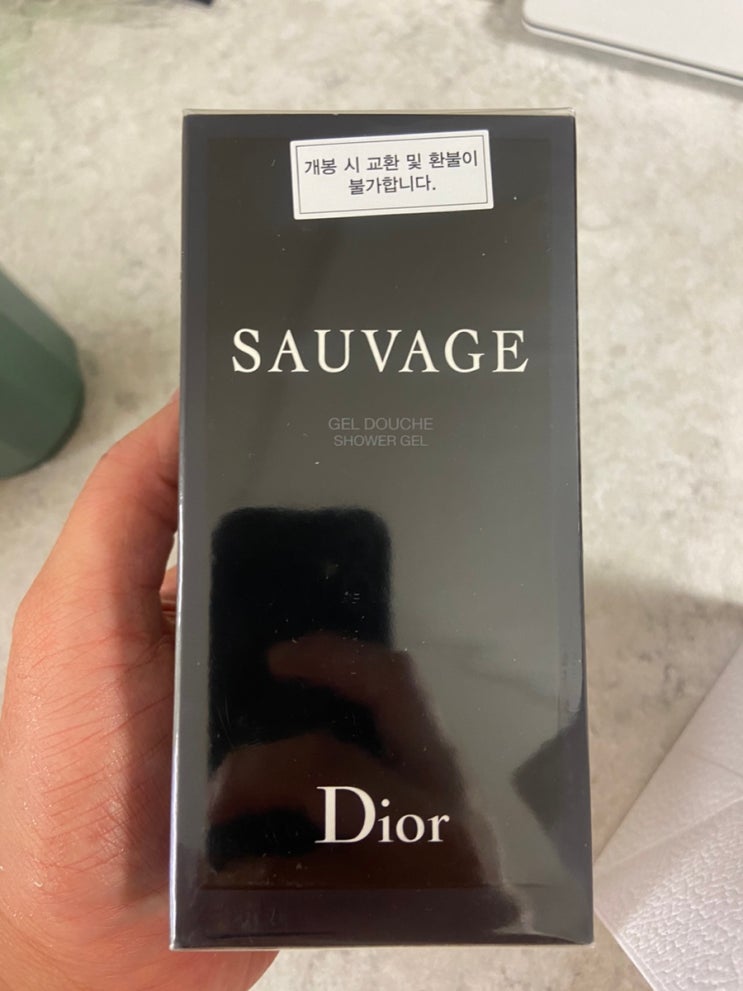 개봉 시 교환 및 환불이
불가합니다.
SAUVAGE
GEL DOUCHE
SHOWER GEL
Dior